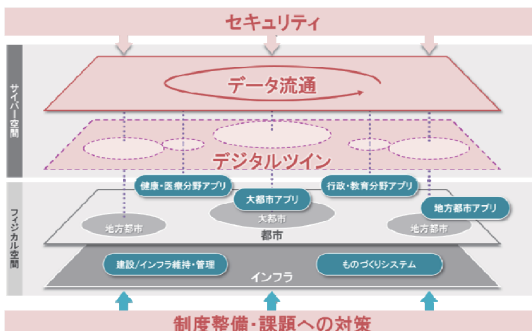 セキュリティ
サイバー空間
データ流通
デジタルツイン
フィジカル空間
健康・医療分野アプリ
行政・教育分野アプリ
大都市アプリ
地方都市アプリ
地方都市
大都市
地方都市
都市
建設/インフラ維持・管理
ものづくりシステム
インフラ
制度整備・課題への対策